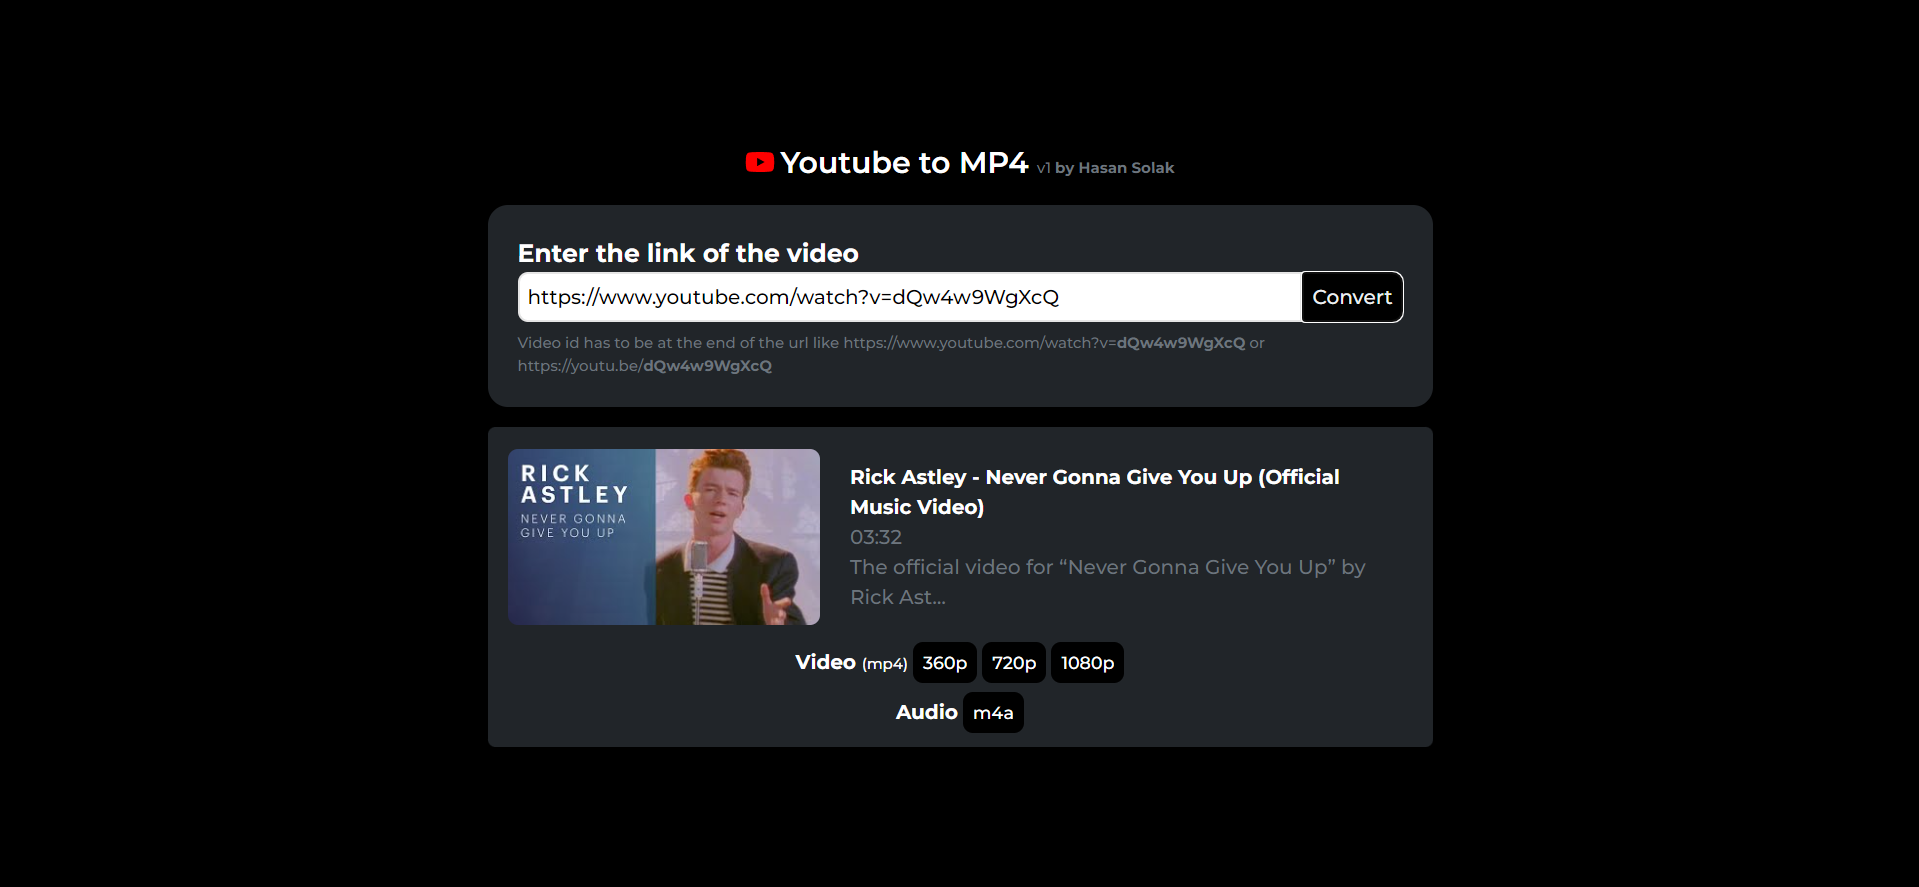 Youtube to MP4 v1 by Hasan Solak
Enter the link of the video
https://www.youtube.com/watch?v=dQw4w9WgXcQ
Convert
Video id has to be at the end of the url like https://www.youtube.com/watch?v=dQw4w9WgXcQ or
https://youtu.be/dQw4w9WgXcQ
RICK
ASTLEY
NEVER GONNA
GIVE YOU UP
Rick Astley - Never Gonna Give You Up (Official
Music Video)
03:32
The official video for “Never Gonna Give You Up” by
Rick Ast...
Video (mp4) 360p 720p 1080p
Audio m4a